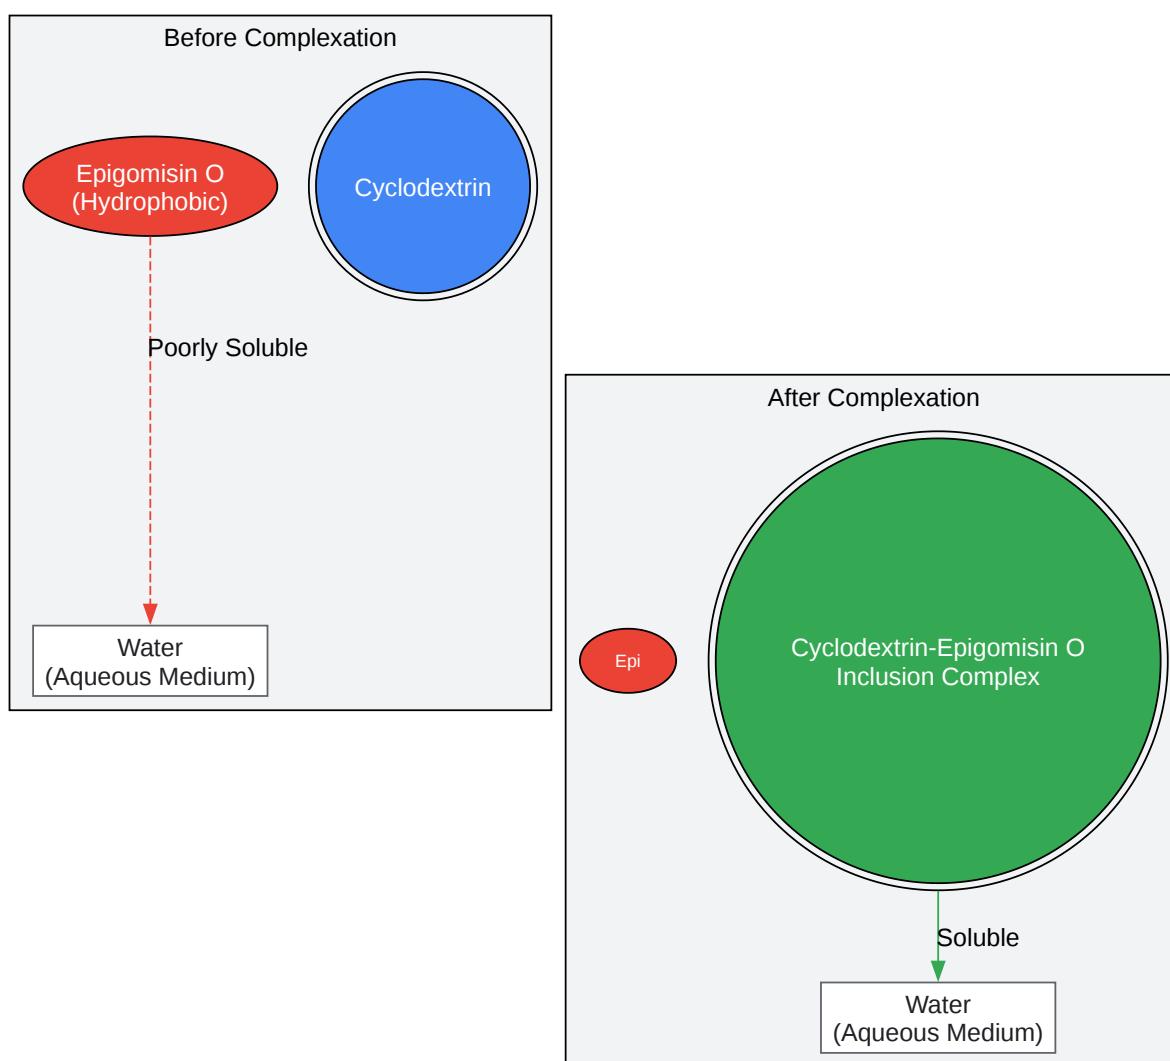 Before Complexation
Epigomisin O
(Hydrophobic)
Cyclodextrin
Poorly Soluble
Water
(Aqueous Medium)
After Complexation
Epi
Cyclodextrin-Epigomisin O
Inclusion Complex
Soluble
Water
(Aqueous Medium)